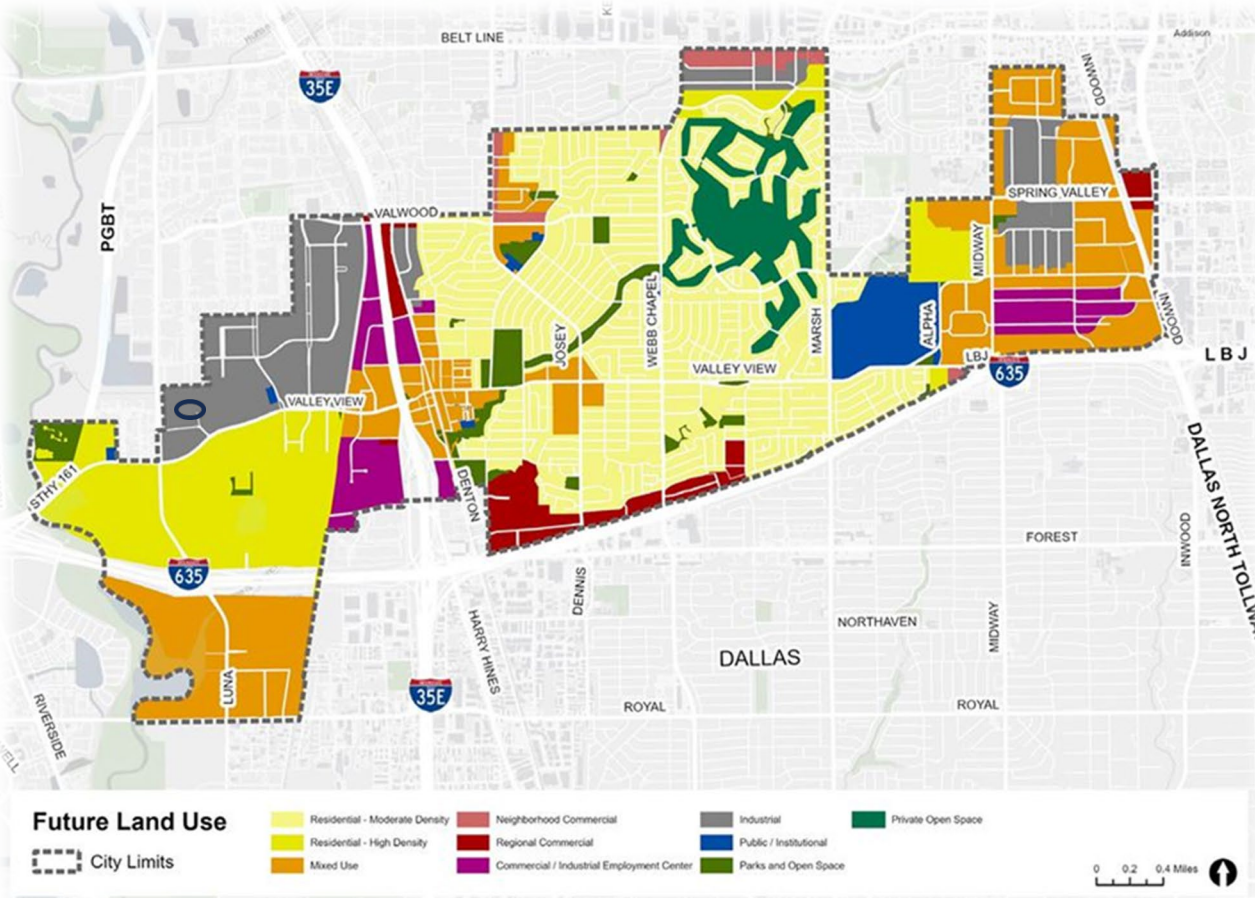 BELT LINE
Addison
INWOOD
35E
PGBT
VALWOOD
SPRING VALLEY
MIDWAY
JOSEY
WEBB CHAPEL
MARSH
ALPHA
INWOOD
LBJ
LBJ
635
VALLEY VIEW
VALLEY VIEW
STHY 161
DENTON
DALLAS NORTH TOLLWA
635
FOREST
INWOOD
DENNIS
HARRY HINES
NORTHAVEN
MIDWAY
DALLAS
LUNA
35E
RIVERSIDE
ROYAL
ROYAL
Future Land Use
City Limits
Residential - Moderate Density
Residential - High Density
Mixed Use
Neighborhood Commercial
Regional Commercial
Commercial / Industrial Employment Center
Industrial
Public / Institutional
Parks and Open Space
Private Open Space
0 0.2 0.4 Miles